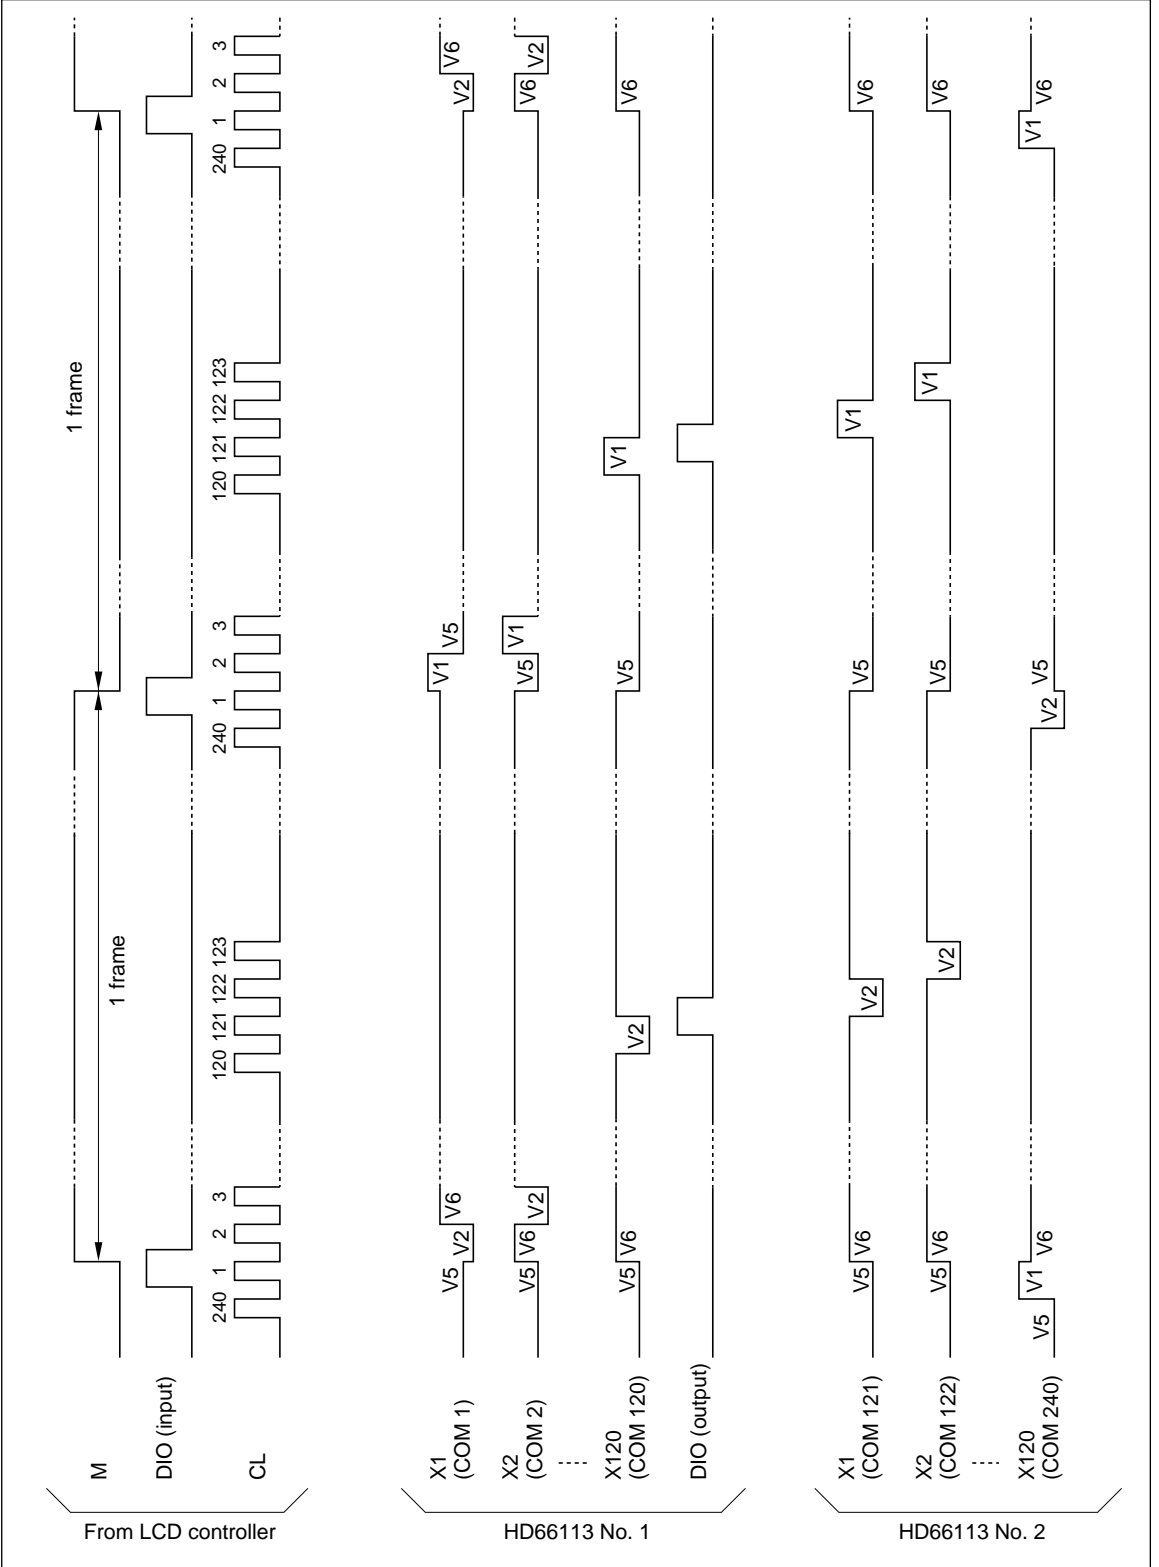 M
1 frame
1 frame
DIO (input)
CL
240 1 2 3
120 121 122 123
240 1 2 3
120 121 122 123
240 1 2 3
From LCD controller
X1
(COM 1)
V5 V2 V6
V1 V5
V2 V6
X2
(COM 2)
V5 V6 V2
V5 V1
V6 V2
X120
(COM 120)
V5 V6
V2
V5
V1
V6
DIO (output)
HD66113 No. 1
X1
(COM 121)
V5 V6
V2
V5
V1
V6
X2
(COM 122)
V5 V6
V2
V5
V1
V6
X120
(COM 240)
V5 V1 V6
V2 V5
V1 V6
HD66113 No. 2